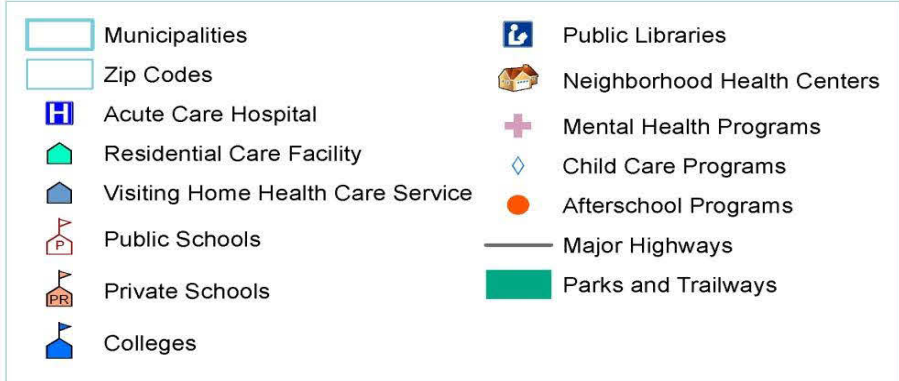 Municipalities
Zip Codes
H
Acute Care Hospital
Residential Care Facility
Visiting Home Health Care Service
P
Public Schools
PR
Private Schools
Colleges
Public Libraries
Neighborhood Health Centers
Mental Health Programs
Child Care Programs
Afterschool Programs
Major Highways
Parks and Trailways